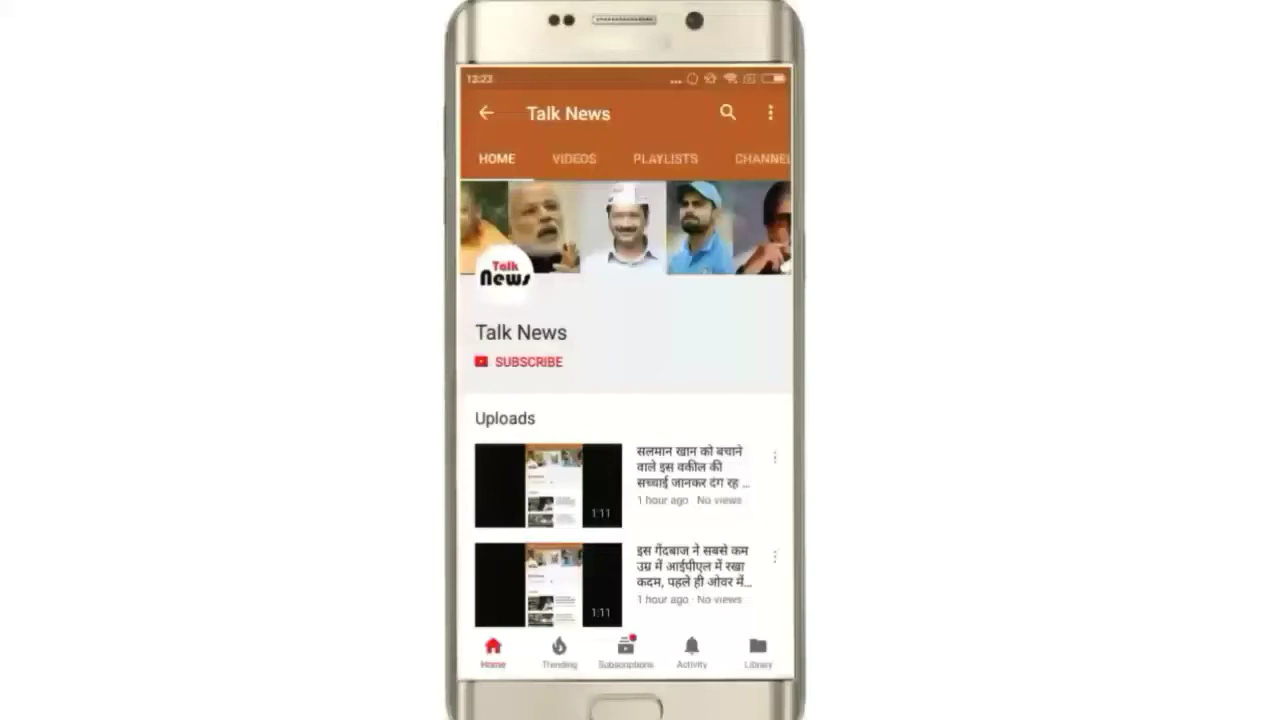 13:23
Talk News
HOME VIDEOS PLAYLISTS CHANNEL
Talk
News
Talk News
SUBSCRIBE
Uploads
सलमान खान को बचाने
वाले इस वकील की
सच्चाई जानकर दंग रह ...
1 hour ago · No views
1:11
इस गेंदबाज ने सबसे कम
उम्र में आईपीएल में रखा
कदम, पहले ही ओवर में...
1 hour ago · No views
1:11
Home Trending Subscriptions Activity Library